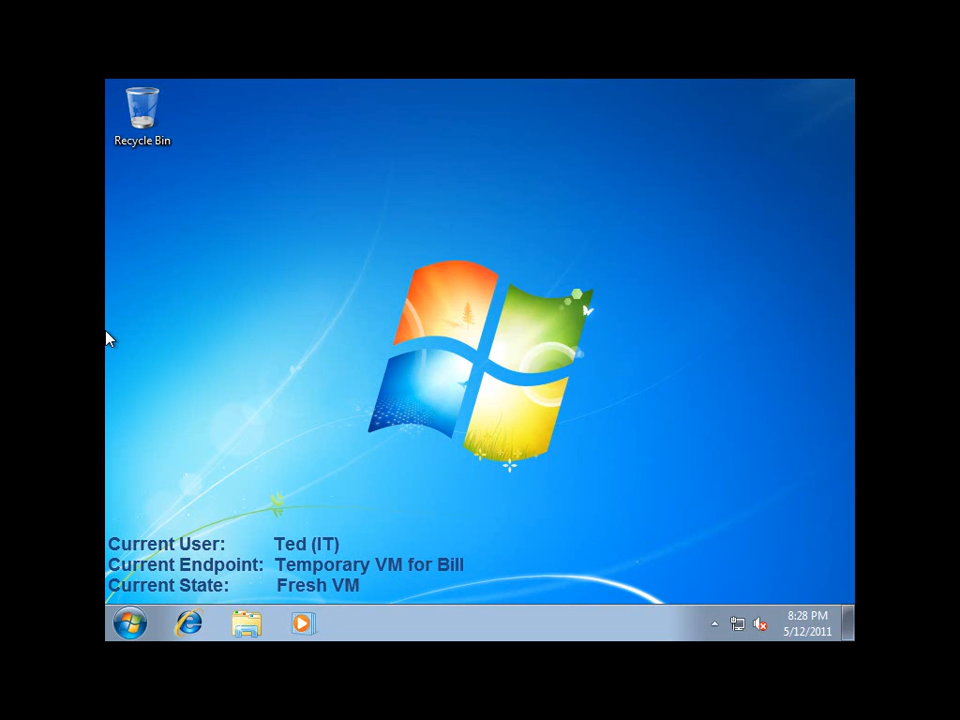 Recycle Bin
Current User: Ted (IT)
Current Endpoint: Temporary VM for Bill
Current State: Fresh VM
8:28 PM
5/12/2011